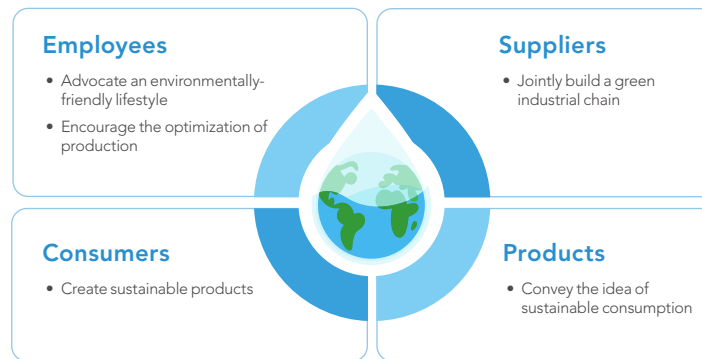 Employees
• Advocate an environmentally-
friendly lifestyle
• Encourage the optimization of
production
Suppliers
• Jointly build a green
industrial chain
Consumers
• Create sustainable products
Products
• Convey the idea of
sustainable consumption